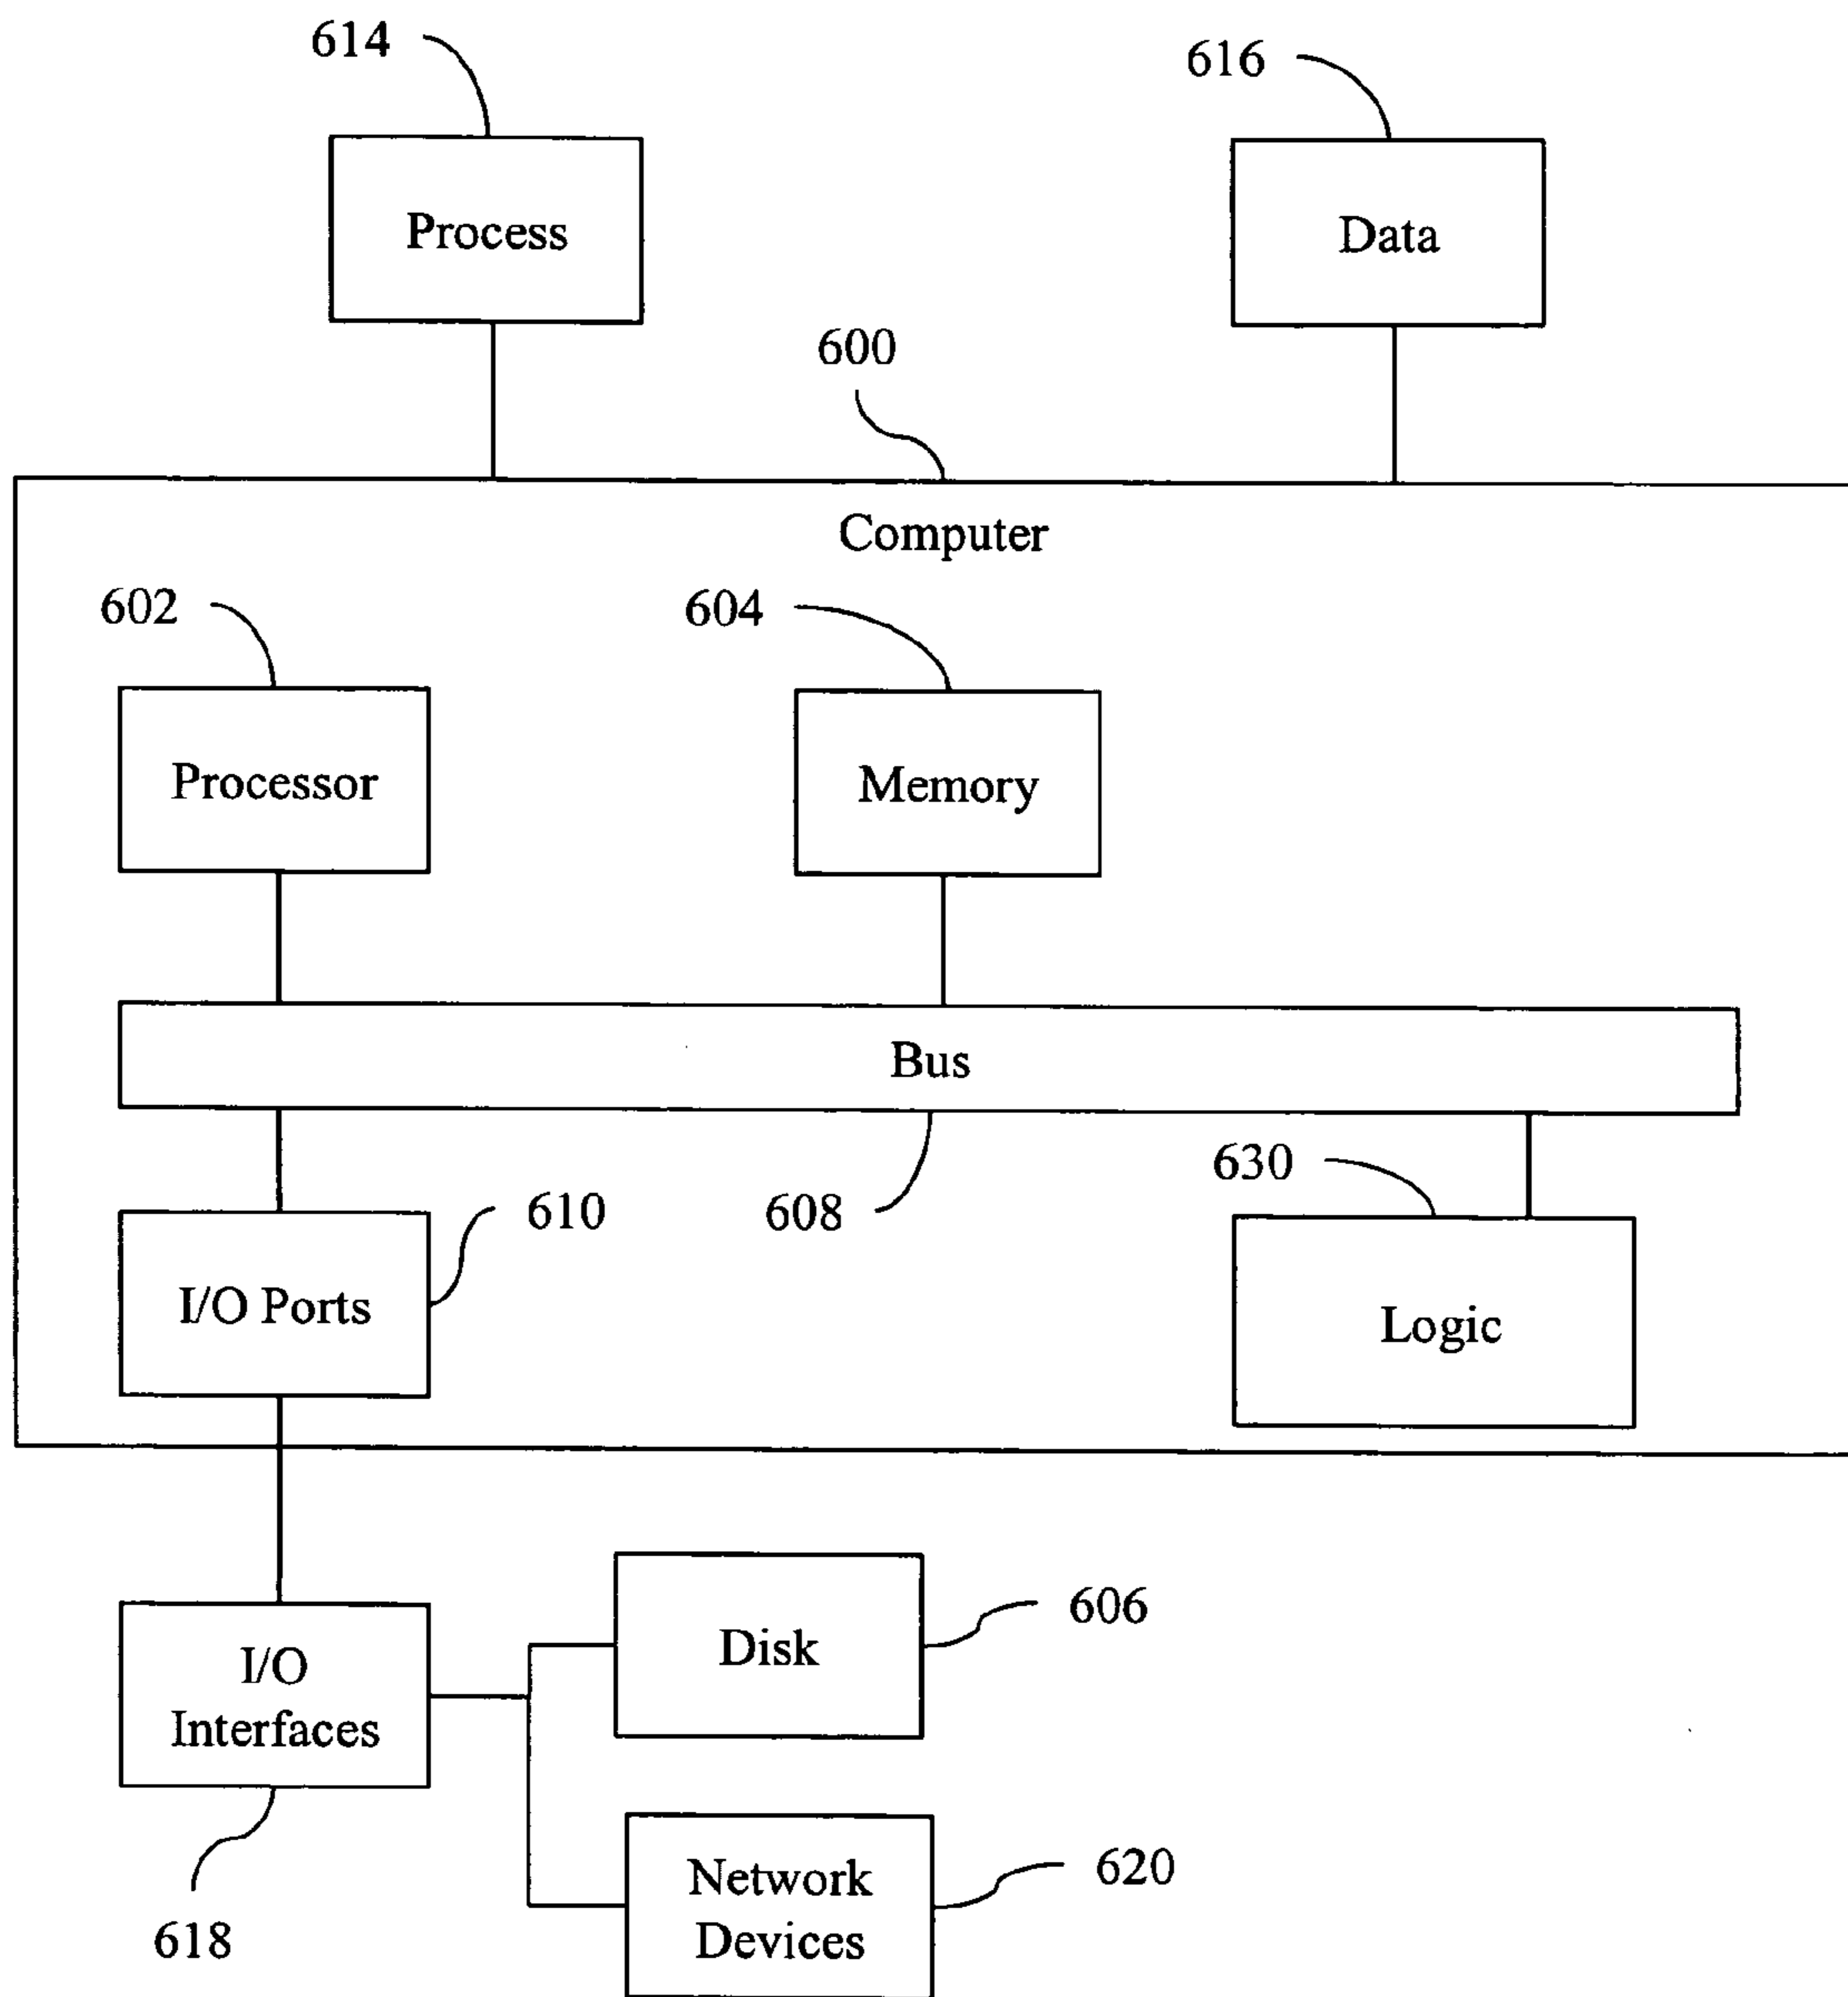 614
616
Process
Data
600
Computer
602
604
Processor
Memory
Bus
630
610
608
I/O Ports
Logic
606
Disk
I/O
Interfaces
620
Network
Devices
618